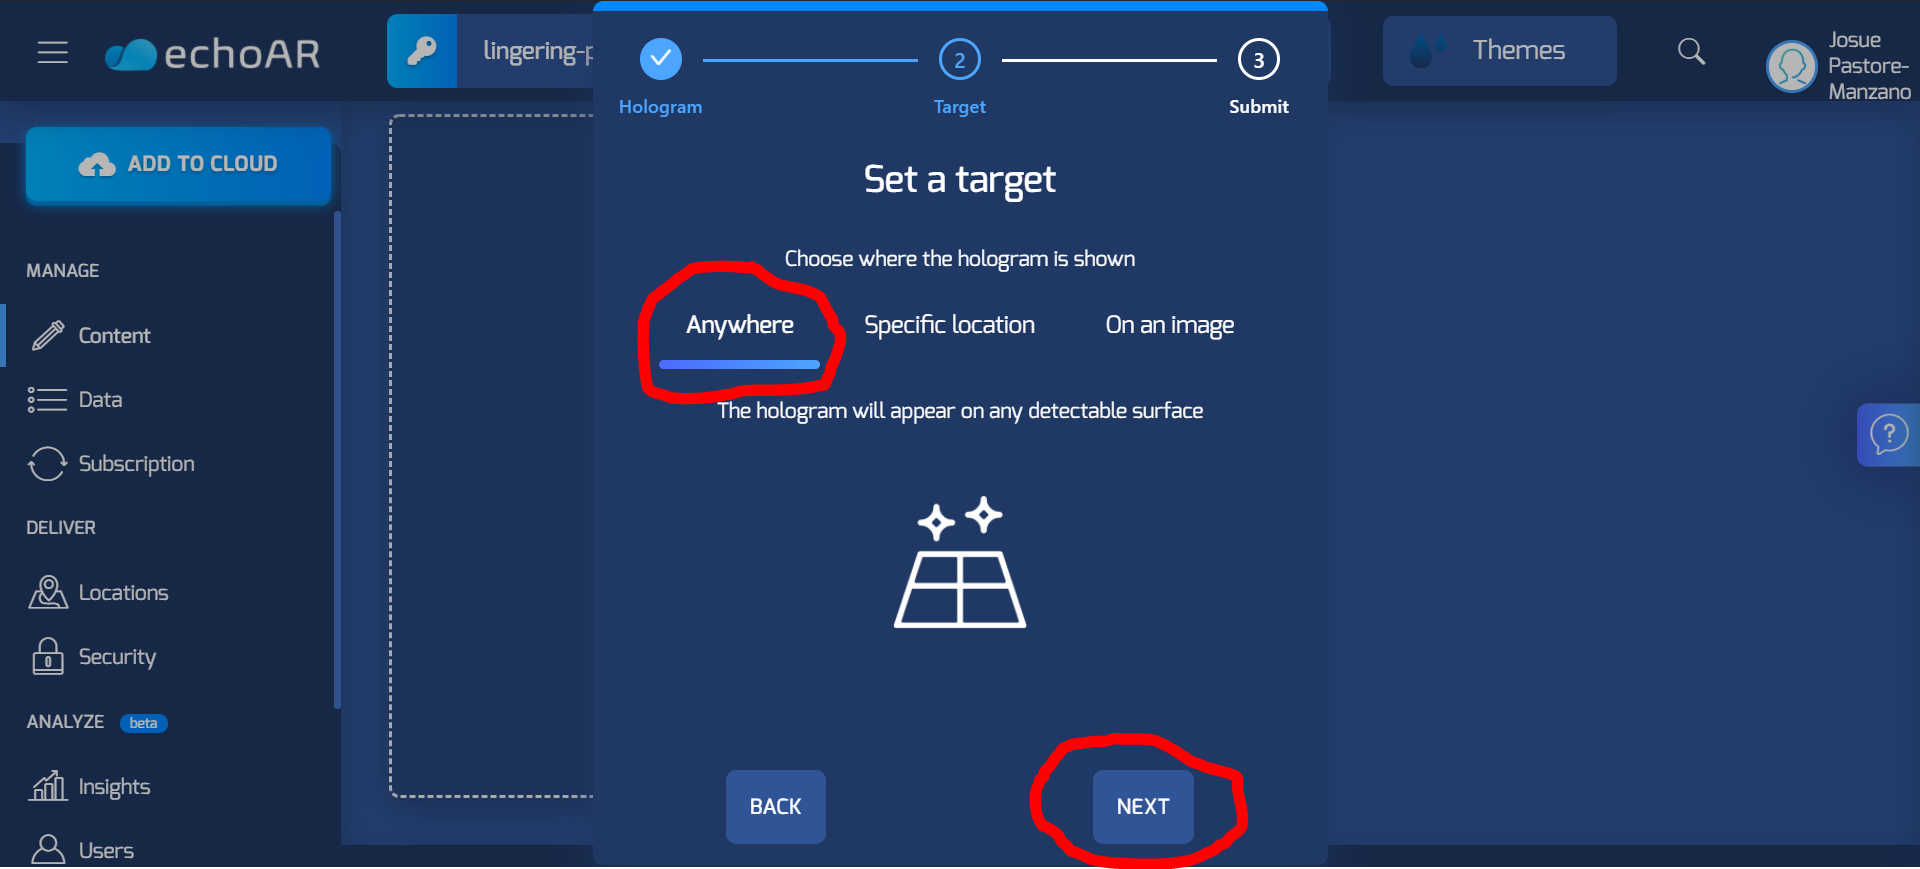 echoAR
lingering-p
Themes
Josue
Pastore-
Manzano
2
3
Hologram
Target
Submit
ADD TO CLOUD
MANAGE
Content
Data
Subscription
DELIVER
Locations
Security
ANALYZE beta
Insights
Users
Set a target
Choose where the hologram is shown
Anywhere Specific location On an image
The hologram will appear on any detectable surface
BACK NEXT
?